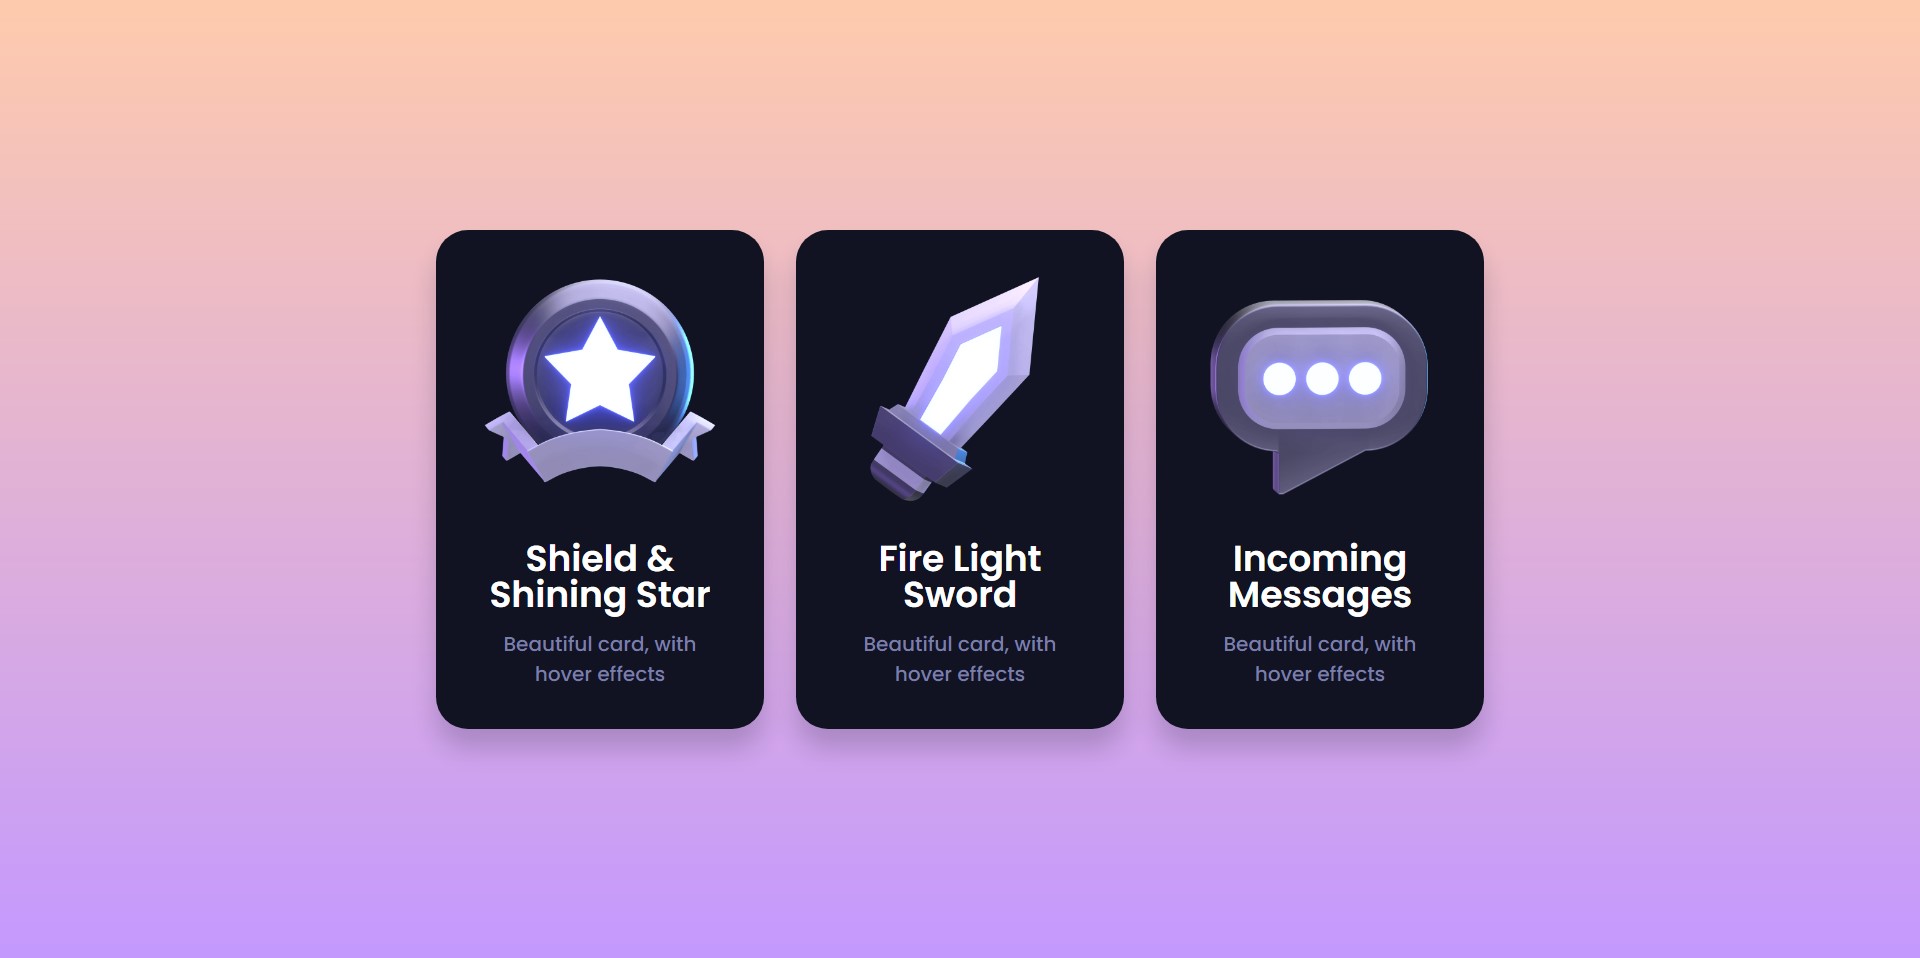 Shield &
Shining Star
Beautiful card, with
hover effects
Fire Light
Sword
Beautiful card, with
hover effects
Incoming
Messages
Beautiful card, with
hover effects